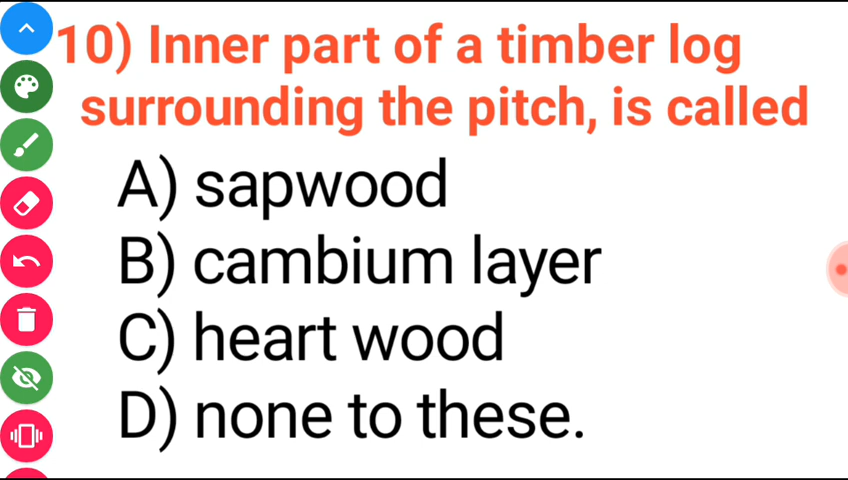 10) Inner part of a timber log
surrounding the pitch, is called
A) sapwood
B) cambium layer
C) heart wood
D) none to these.